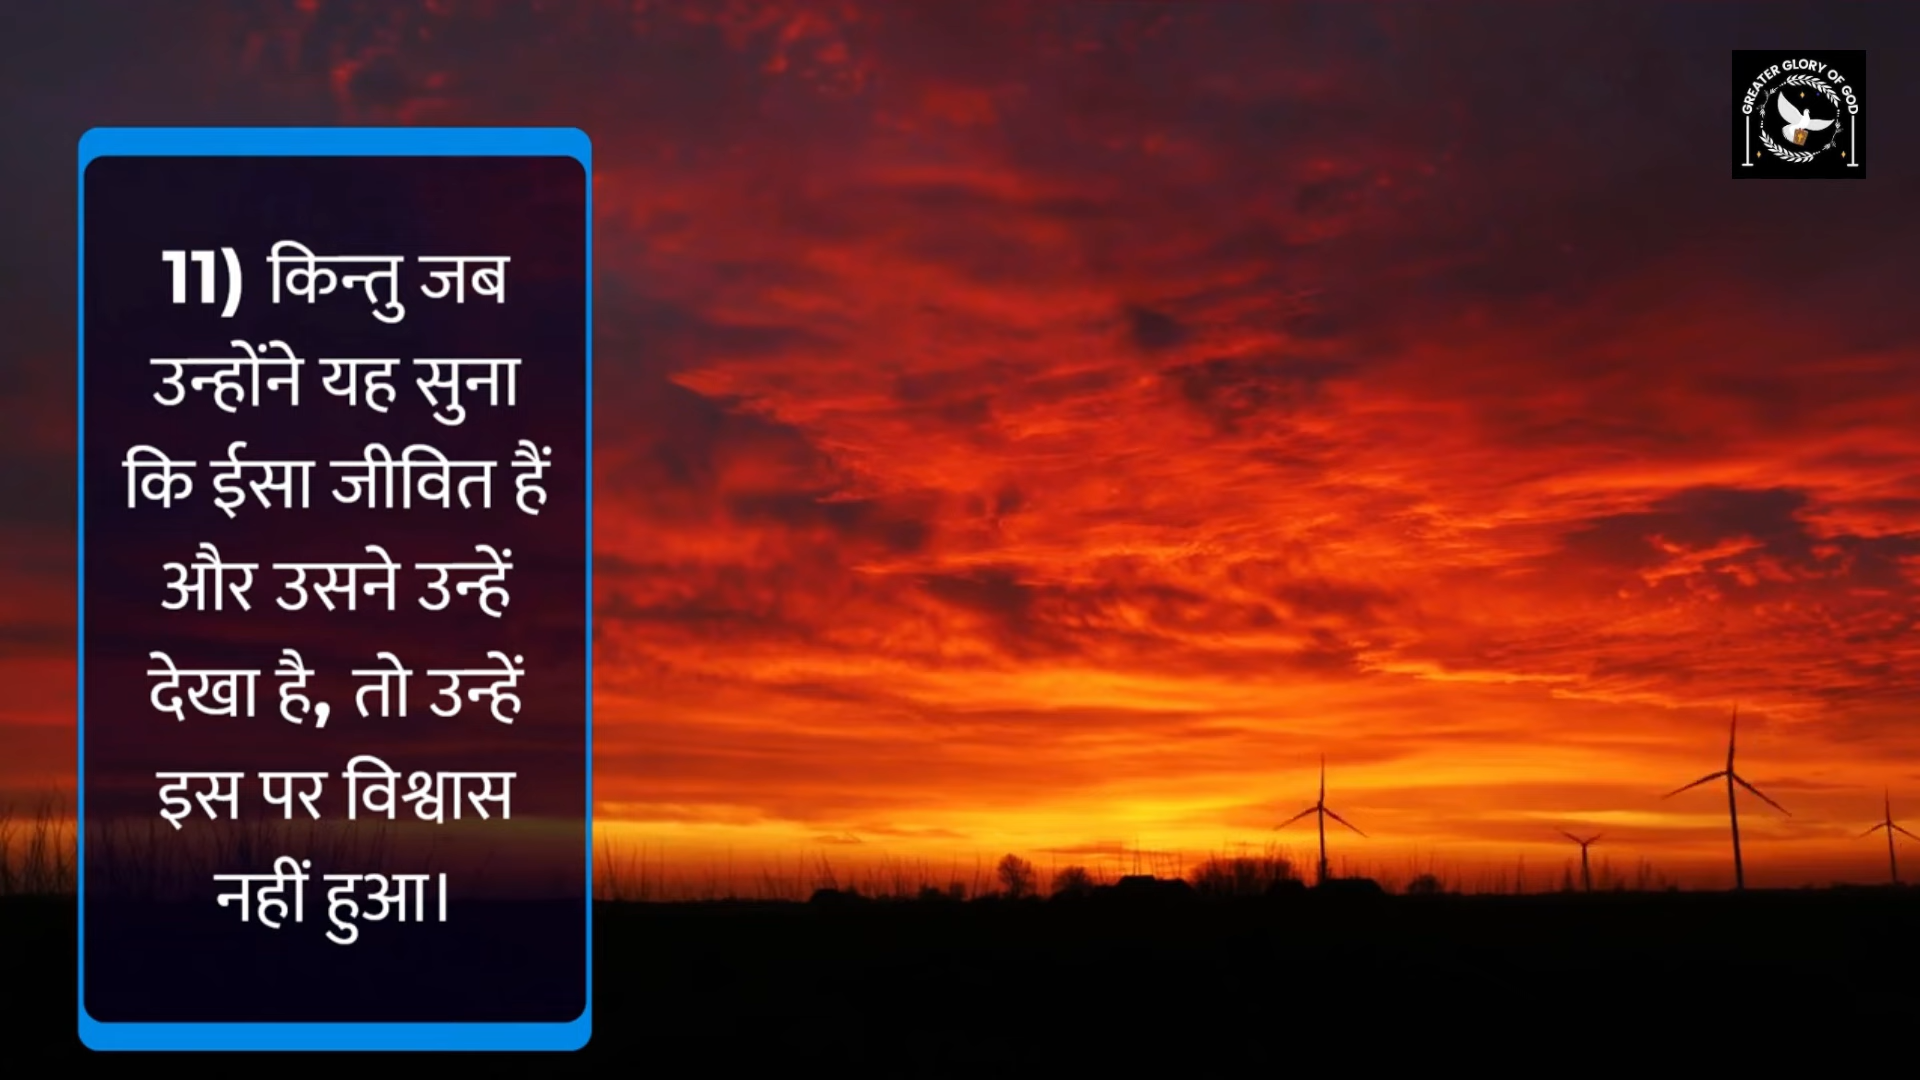 11) किन्तु जब
उन्होंने यह सुना
कि ईसा जीवित हैं
और उसने उन्हें
देखा है, तो उन्हें
इस पर विश्वास
नहीं हुआ।
GREATER GLORY OF GOD